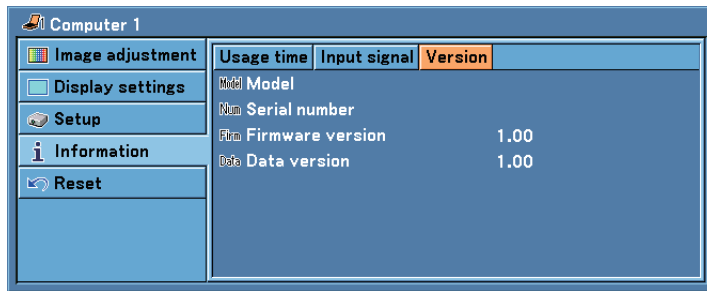 Computer 1
Image adjustment
Display settings
Setup
Information
Reset
Usage time Input signal Version
Model Model
Num Serial number
Firm Firmware version 1.00
Data Data version 1.00